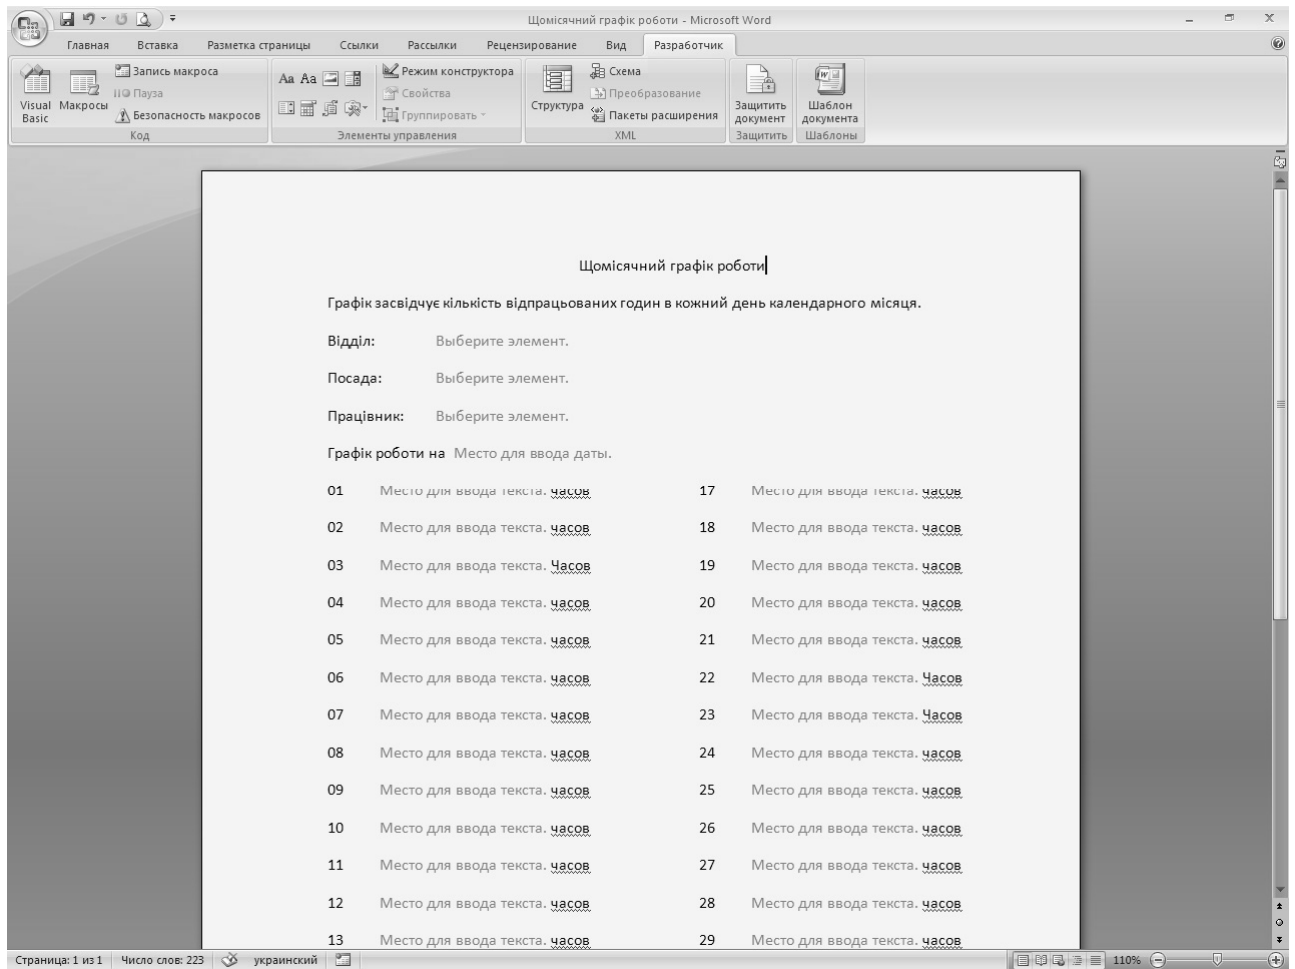 Щомісячний графік роботи - Microsoft Word
Главная Вставка Разметка страницы Ссылки Рассылки Рецензирование Вид Разработчик
Visual Basic
Макросы
Запись макроса
Пауза
Безопасность макросов
Код
Aa Aa
Режим конструктора
Свойства
Группировать
Элементы управления
Структура
Схема
Преобразование
Пакеты расширения
XML
Защитить документ
Защитить
Шаблон документа
Шаблоны
Щомісячний графік роботи
Графік засвідчує кількість відпрацьованих годин в кожний день календарного місяця.
Відділ: Выберите элемент.
Посада: Выберите элемент.
Працівник: Выберите элемент.
Графік роботи на Место для ввода даты.
01 Место для ввода текста. часов 17 Место для ввода текста. часов
02 Место для ввода текста. часов 18 Место для ввода текста. часов
03 Место для ввода текста. Часов 19 Место для ввода текста. часов
04 Место для ввода текста. часов 20 Место для ввода текста. часов
05 Место для ввода текста. часов 21 Место для ввода текста. часов
06 Место для ввода текста. часов 22 Место для ввода текста. Часов
07 Место для ввода текста. часов 23 Место для ввода текста. Часов
08 Место для ввода текста. часов 24 Место для ввода текста. часов
09 Место для ввода текста. часов 25 Место для ввода текста. часов
10 Место для ввода текста. часов 26 Место для ввода текста. часов
11 Место для ввода текста. часов 27 Место для ввода текста. часов
12 Место для ввода текста. часов 28 Место для ввода текста. часов
13 Место для ввода текста. часов 29 Место для ввода текста. часов
Страница: 1 из 1 Число слов: 223 украинский 110%